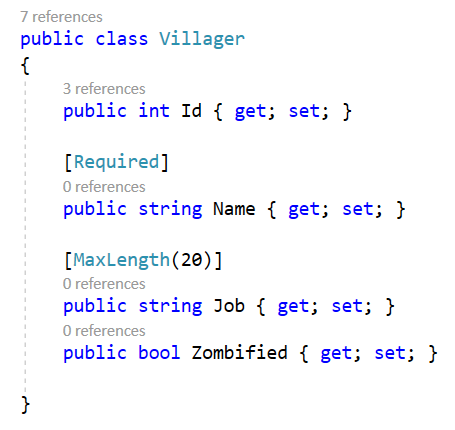 7 references
public class Villager
{
3 references
public int Id { get; set; }
[Required]
0 references
public string Name { get; set; }
[MaxLength(20)]
0 references
public string Job { get; set; }
0 references
public bool Zombified { get; set; }
}